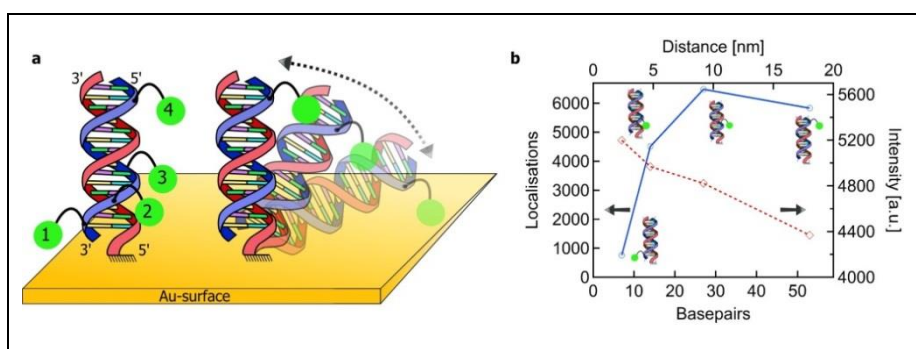 a
3'
5'
4
3
2
1
3'
5'
Au-surface
b
Distance [nm]
0 5 10 15 20
Localisations
6000
5000
4000
3000
2000
1000
0
5600
5200
4800
4400
4000
Intensity [a.u.]
0 10 20 30 40 50
Basepairs